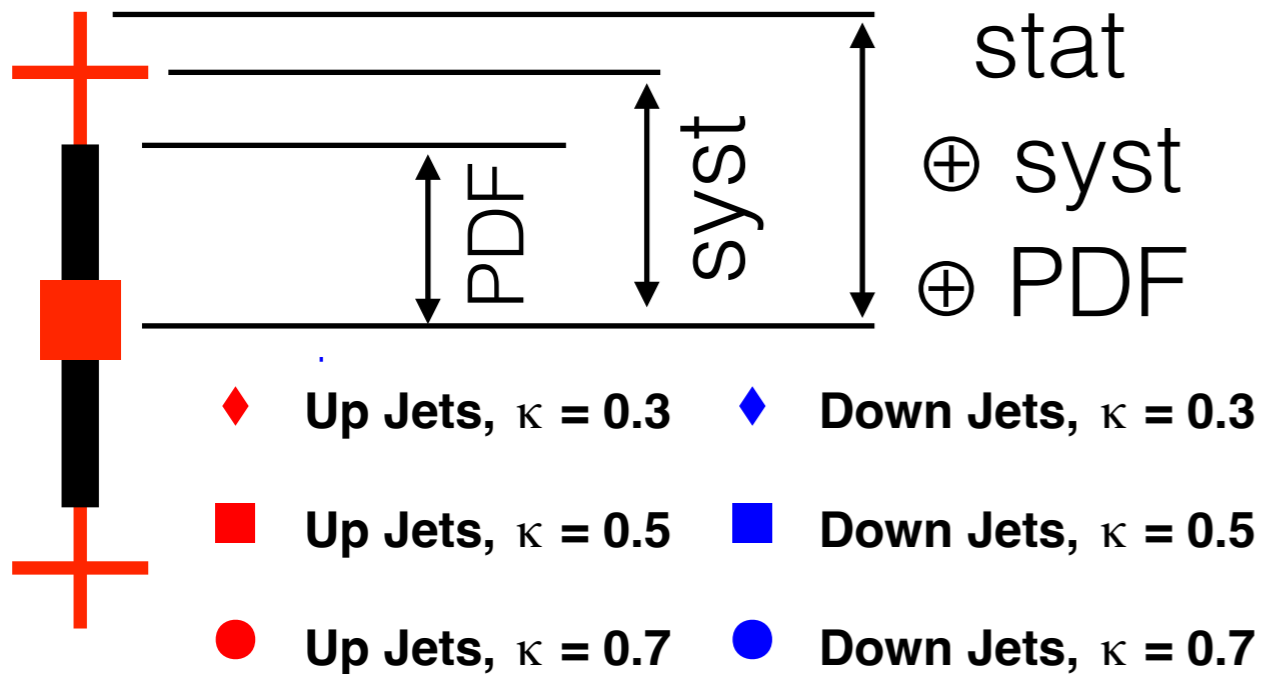 stat
⊕ syst
⊕ PDF
syst
PDF
Up Jets, κ = 0.3
Down Jets, κ = 0.3
Up Jets, κ = 0.5
Down Jets, κ = 0.5
Up Jets, κ = 0.7
Down Jets, κ = 0.7